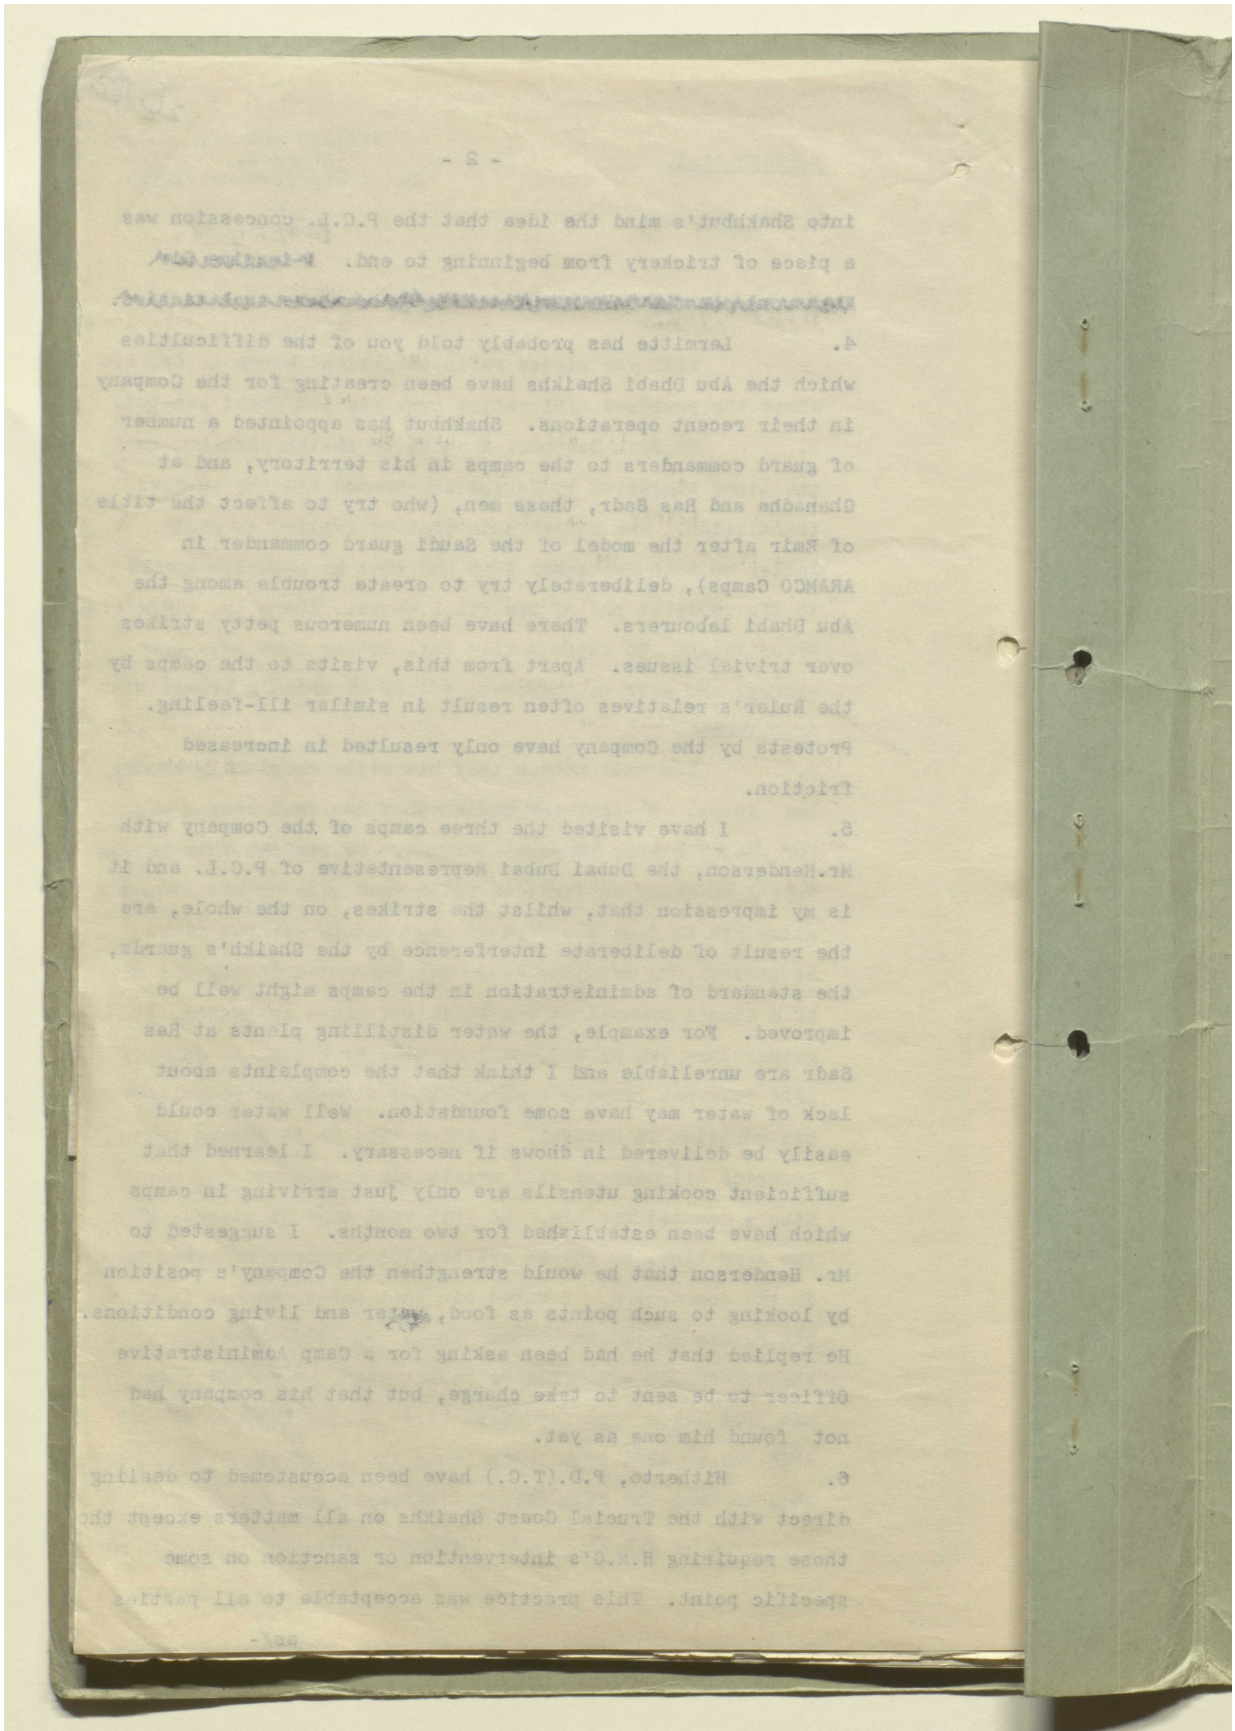 - 2 -
into Shakhbut's mind the idea that the P.C.L. concession was
a piece of trickery from beginning to end.
4. Lermitte has probably told you of the difficulties
which the Abu Dhabi Shaikhs have been creating for the Company
in their recent operations. Shakhbut has appointed a number
of guard commanders to the camps in his territory, and at
Ghanadha and Ras Sadr, these men, (who try to affect the title
of Emir after the model of the Saudi guard commander in
ARAMCO Camps), deliberately try to create trouble among the
Abu Dhabi labourers. There have been numerous petty strikes
over trivial issues. Apart from this, visits to the camps by
the Ruler's relatives often result in similar ill-feeling.
Protests by the Company have only resulted in increased
friction.
5. I have visited the three camps of the Company with
Mr.Henderson, the Dubai Dubai Representative of P.C.L. and it
is my impression that, whilst the strikes, on the whole, are
the result of deliberate interference by the Shaikh's guards,
the standard of administration in the camps might well be
improved. For example, the water distilling plants at Ras
Sadr are unreliable and I think that the complaints about
lack of water may have some foundation. Well water could
easily be delivered in dhows if necessary. I learned that
sufficient cooking utensils are only just arriving in camps
which have been established for two months. I suggested to
Mr. Henderson that he would strengthen the Company's position
by looking to such points as food, water and living conditions.
He replied that he had been asking for a Camp Administrative
Officer to be sent to take charge, but that his company had
not found him one as yet.
6. Hitherto, P.D.(T.C.) have been accustomed to dealing
direct with the Trucial Coast Shaikhs on all matters except the
those requiring H.M.G's intervention or sanction on some
specific point. This practice was acceptable to all parties